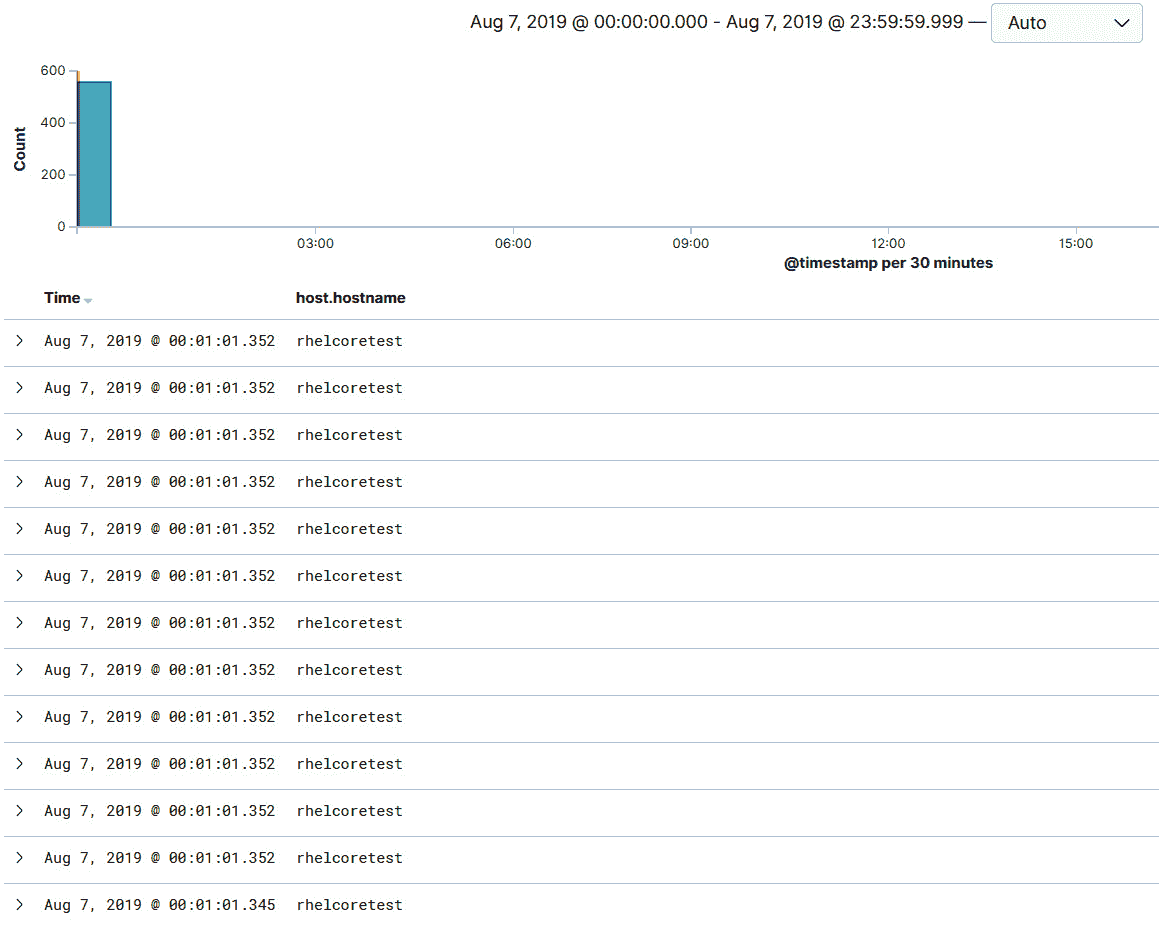 Aug 7, 2019 @ 00:00:00.000 - Aug 7, 2019 @ 23:59:59.999 — Auto
600
400
200
0
Count
03:00 06:00 09:00 12:00 15:00
@timestamp per 30 minutes
Time host.hostname
Aug 7, 2019 @ 00:01:01.352 rhelcoretest
Aug 7, 2019 @ 00:01:01.352 rhelcoretest
Aug 7, 2019 @ 00:01:01.352 rhelcoretest
Aug 7, 2019 @ 00:01:01.352 rhelcoretest
Aug 7, 2019 @ 00:01:01.352 rhelcoretest
Aug 7, 2019 @ 00:01:01.352 rhelcoretest
Aug 7, 2019 @ 00:01:01.352 rhelcoretest
Aug 7, 2019 @ 00:01:01.352 rhelcoretest
Aug 7, 2019 @ 00:01:01.352 rhelcoretest
Aug 7, 2019 @ 00:01:01.352 rhelcoretest
Aug 7, 2019 @ 00:01:01.352 rhelcoretest
Aug 7, 2019 @ 00:01:01.352 rhelcoretest
Aug 7, 2019 @ 00:01:01.345 rhelcoretest